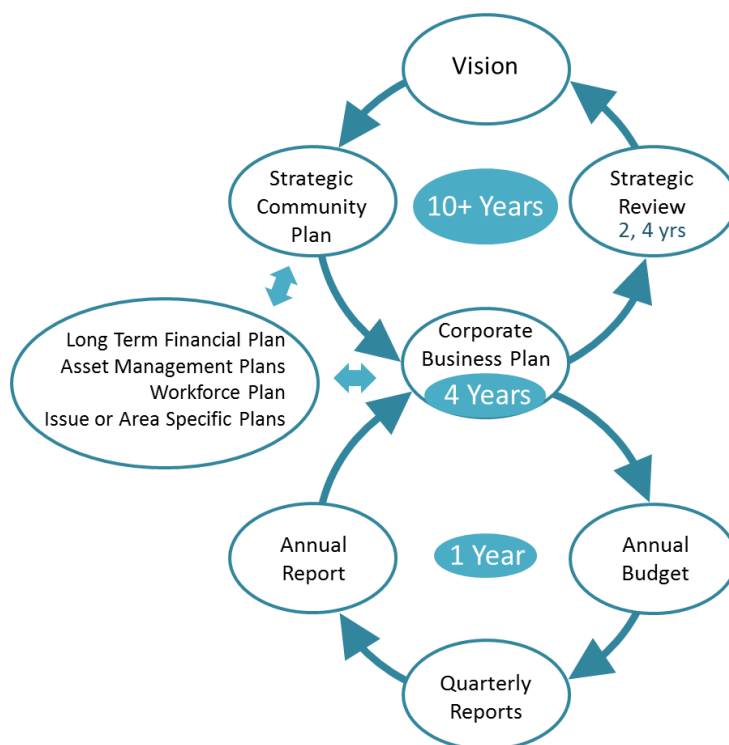 Vision
Strategic
Community
Plan
10+ Years
Strategic
Review
2, 4 yrs
Long Term Financial Plan
Asset Management Plans
Workforce Plan
Issue or Area Specific Plans
Corporate
Business Plan
4 Years
Annual
Report
1 Year
Annual
Budget
Quarterly
Reports